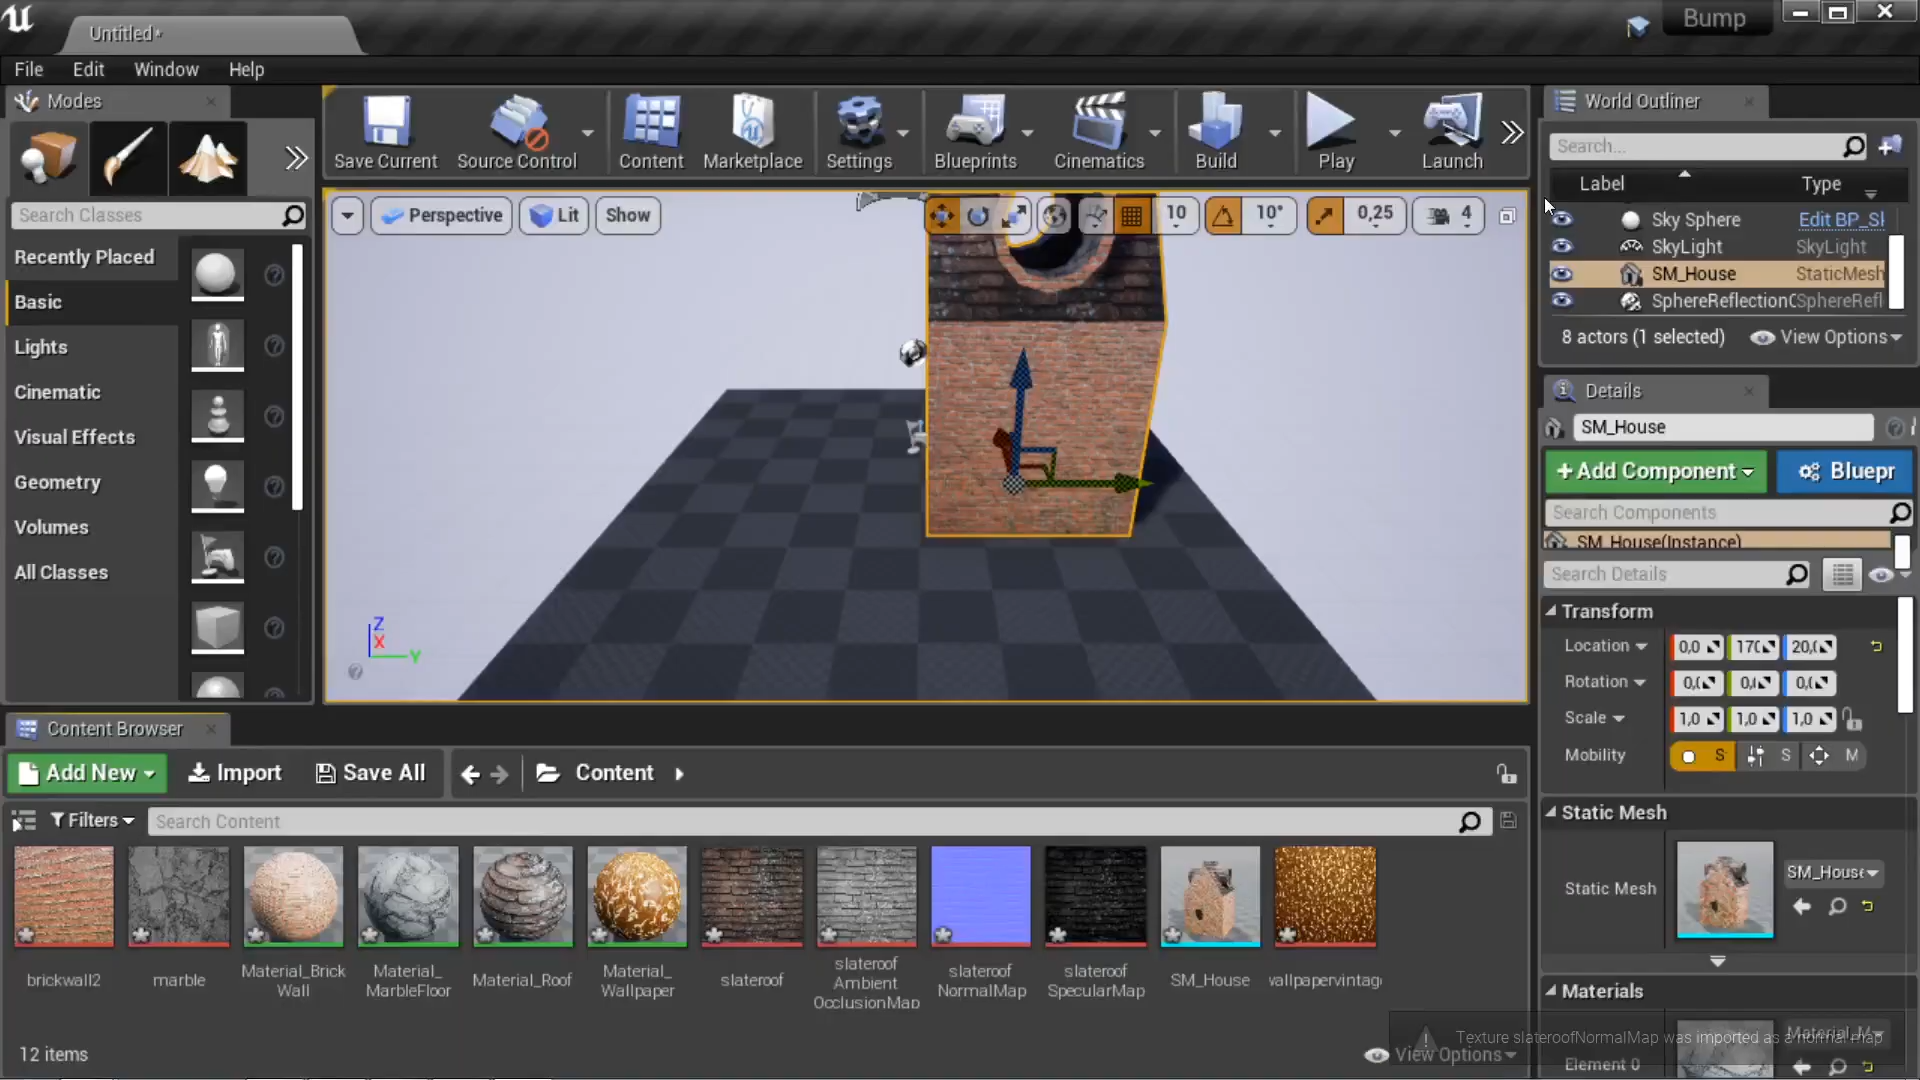 Untitled*
Bump
File Edit Window Help
Modes
Save Current
Source Control
Content
Marketplace
Settings
Blueprints
Cinematics
Build
Play
Launch
World Outliner
Search...
Label Type
Sky Sphere Edit BP_Sl
SkyLight SkyLight
SM_House StaticMesh
SphereReflectionC SphereRefl
8 actors (1 selected) View Options
Search Classes
Recently Placed
Basic
Lights
Cinematic
Visual Effects
Geometry
Volumes
All Classes
Perspective Lit Show
10 10° 0,25 4
Z
X
Y
Details
SM_House
+Add Component
Bluepr
Search Components
SM_House(Instance)
Search Details
Transform
Location 0,0 170 20,0
Rotation 0,0 0,0 0,0
Scale 1,0 1,0 1,0
Mobility S S M
Static Mesh
Static Mesh SM_House
Materials
Element 0
Content Browser
Add New Import Save All Content
Filters Search Content
brickwall2
marble
Material_Brick
Wall
Material_
MarbleFloor
Material_Roof
Material_
Wallpaper
slateroof
slateroof
Ambient
OcclusionMap
slateroof
NormalMap
slateroof
SpecularMap
SM_House
wallpapervintag
12 items
View Options
Texture slateroofNormalMap was imported as a normal map